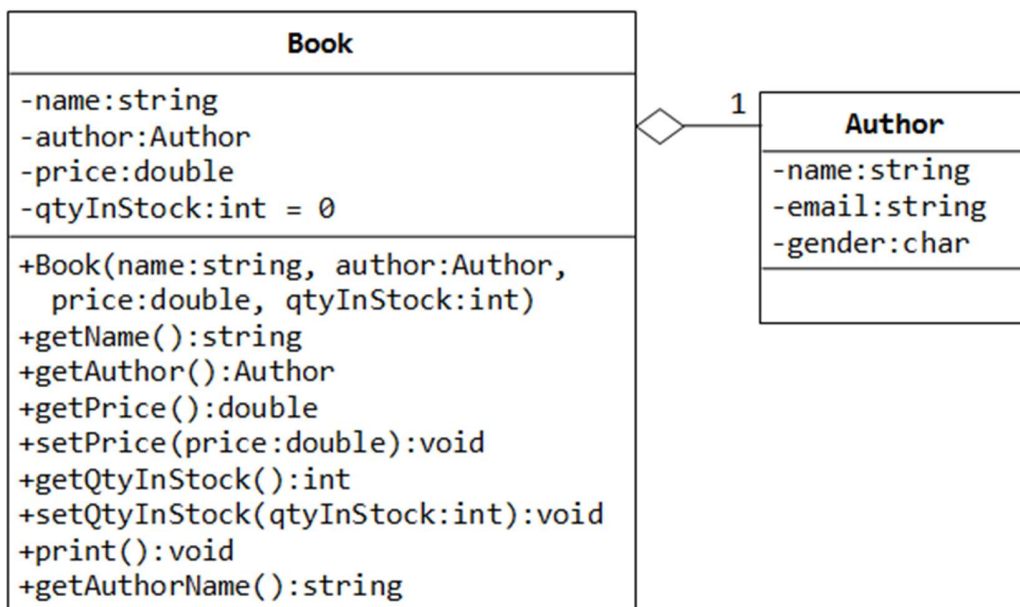 Book
-name:string
-author:Author
-price:double
-qtyInStock:int = 0
+Book(name:string, author:Author,
price:double, qtyInStock:int)
+getName():string
+getAuthor():Author
+getPrice():double
+setPrice(price:double):void
+getQtyInStock():int
+setQtyInStock(qtyInStock:int):void
+print():void
+getAuthorName():string
1
Author
-name:string
-email:string
-gender:char